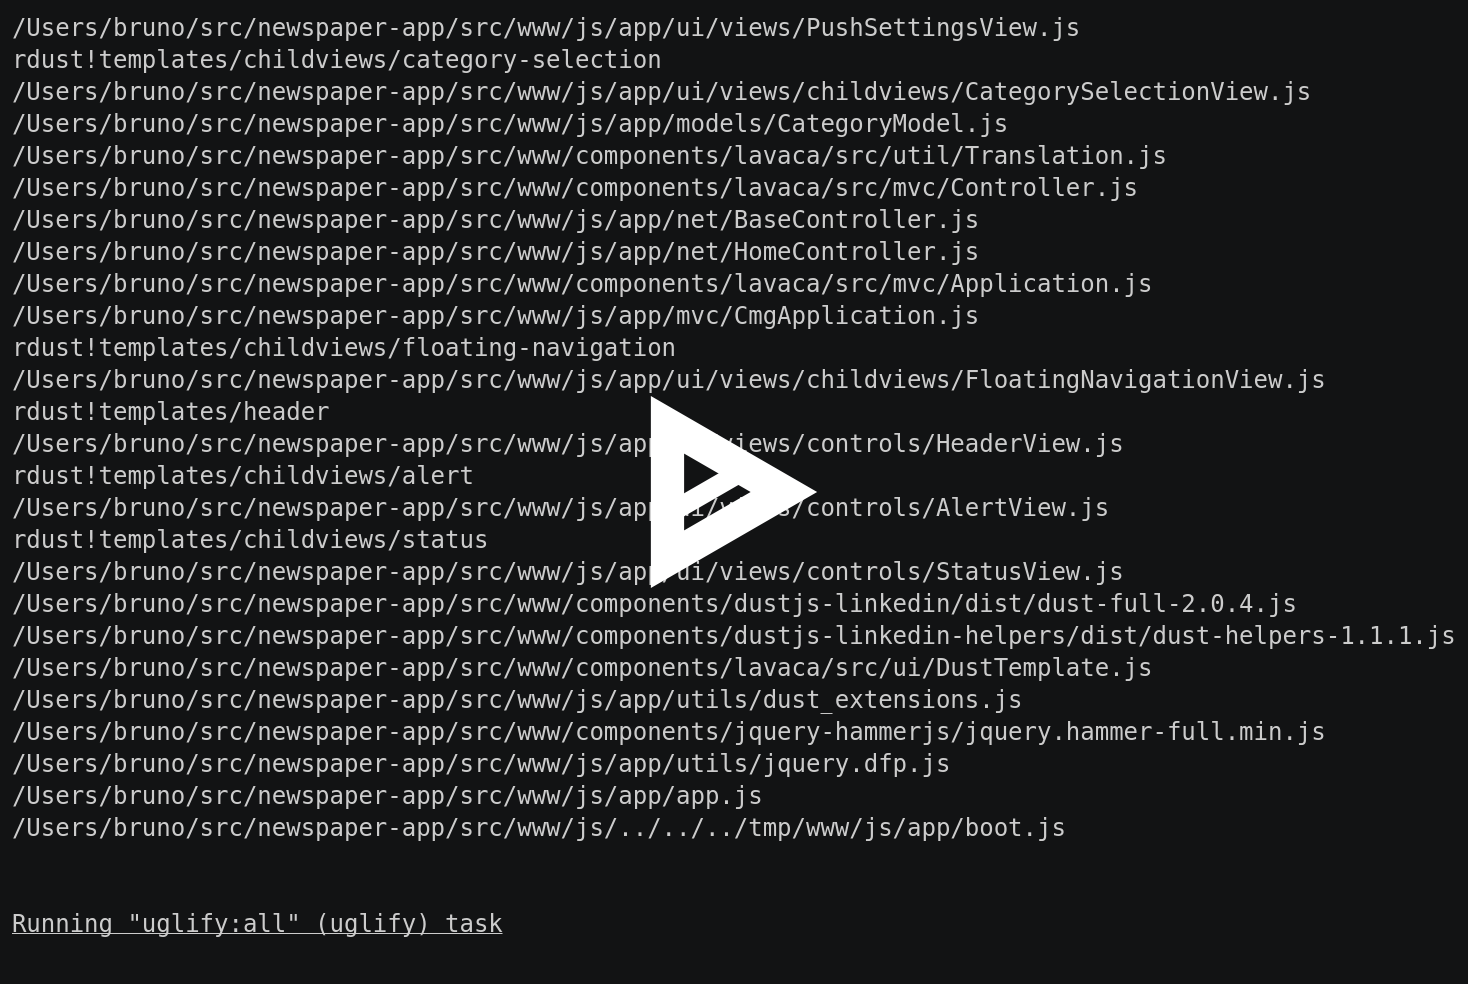 /Users/bruno/src/newspaper-app/src/www/js/app/ui/views/PushSettingsView.js
rdust!templates/childviews/category-selection
/Users/bruno/src/newspaper-app/src/www/js/app/ui/views/childviews/CategorySelectionView.js
/Users/bruno/src/newspaper-app/src/www/js/app/models/CategoryModel.js
/Users/bruno/src/newspaper-app/src/www/components/lavaca/src/util/Translation.js
/Users/bruno/src/newspaper-app/src/www/components/lavaca/src/mvc/Controller.js
/Users/bruno/src/newspaper-app/src/www/js/app/net/BaseController.js
/Users/bruno/src/newspaper-app/src/www/js/app/net/HomeController.js
/Users/bruno/src/newspaper-app/src/www/components/lavaca/src/mvc/Application.js
/Users/bruno/src/newspaper-app/src/www/js/app/mvc/CmgApplication.js
rdust!templates/childviews/floating-navigation
/Users/bruno/src/newspaper-app/src/www/js/app/ui/views/childviews/FloatingNavigationView.js
rdust!templates/header
/Users/bruno/src/newspaper-app/src/www/js/app/ui/views/controls/HeaderView.js
rdust!templates/childviews/alert
/Users/bruno/src/newspaper-app/src/www/js/app/ui/views/controls/AlertView.js
rdust!templates/childviews/status
/Users/bruno/src/newspaper-app/src/www/js/app/ui/views/controls/StatusView.js
/Users/bruno/src/newspaper-app/src/www/components/dustjs-linkedin/dist/dust-full-2.0.4.js
/Users/bruno/src/newspaper-app/src/www/components/dustjs-linkedin-helpers/dist/dust-helpers-1.1.1.js
/Users/bruno/src/newspaper-app/src/www/components/lavaca/src/ui/DustTemplate.js
/Users/bruno/src/newspaper-app/src/www/js/app/utils/dust_extensions.js
/Users/bruno/src/newspaper-app/src/www/components/jquery-hammerjs/jquery.hammer-full.min.js
/Users/bruno/src/newspaper-app/src/www/js/app/utils/jquery.dfp.js
/Users/bruno/src/newspaper-app/src/www/js/app/app.js
/Users/bruno/src/newspaper-app/src/www/js/../../../tmp/www/js/app/boot.js
Running "uglify:all" (uglify) task